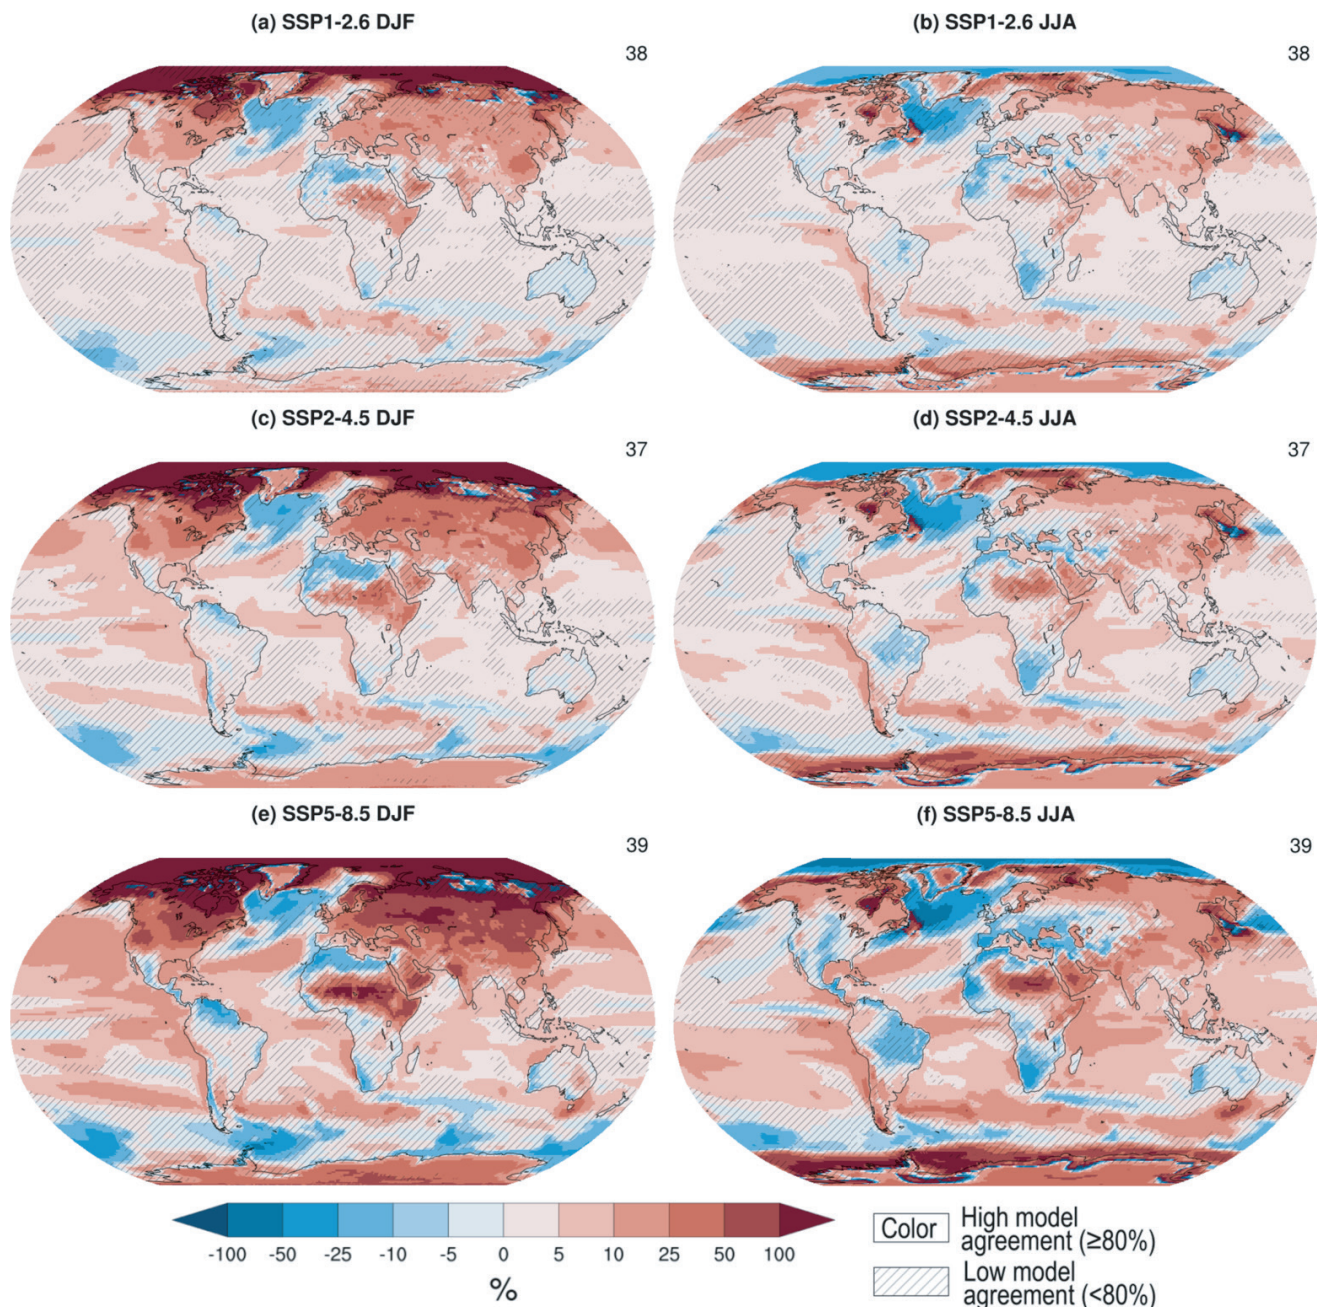 (a) SSP1-2.6 DJF
38
(b) SSP1-2.6 JJA
38
(c) SSP2-4.5 DJF
37
(d) SSP2-4.5 JJA
37
(e) SSP5-8.5 DJF
39
(f) SSP5-8.5 JJA
39
-100 -50 -25 -10 -5 0 5 10 25 50 100
%
Color
High model
agreement (≥80%)
Low model
agreement (<80%)